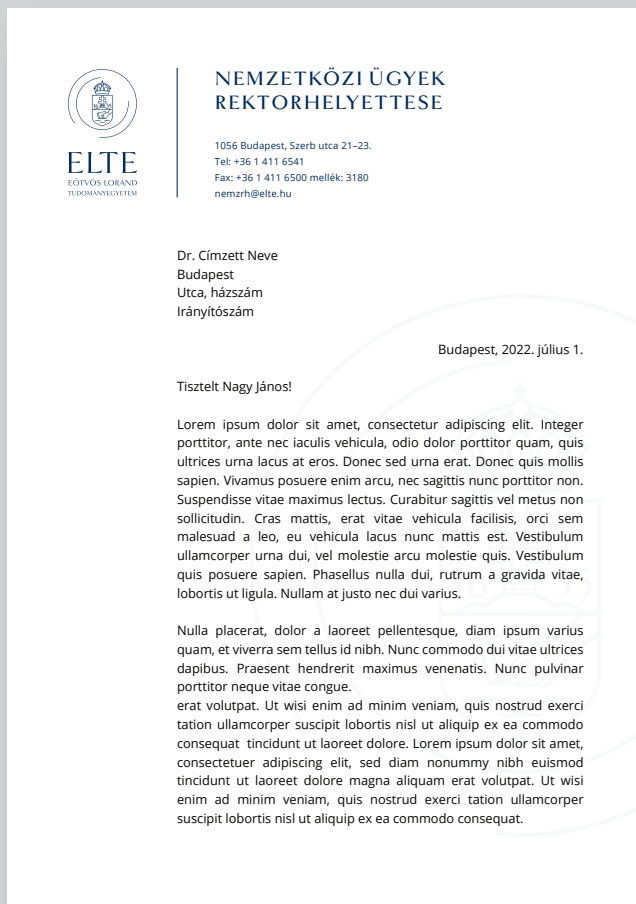 NEMZETKÖZI ÜGYEK
REKTORHELYETTESE
ELTE
EÖTVÖS LORÁND
TUDOMÁNYEGYETEM
1056 Budapest, Szerb utca 21–23.
Tel: +36 1 411 6541
Fax: +36 1 411 6500 mellék: 3180
nemzrh@elte.hu
Dr. Címzett Neve
Budapest
Utca, házszám
Irányítószám
Budapest, 2022. július 1.
Tisztelt Nagy János!
Lorem ipsum dolor sit amet, consectetur adipiscing elit. Integer
porttitor, ante nec iaculis vehicula, odio dolor porttitor quam, quis
ultrices urna lacus at eros. Donec sed urna erat. Donec quis mollis
sapien. Vivamus posuere enim arcu, nec sagittis nunc porttitor non.
Suspendisse vitae maximus lectus. Curabitur sagittis vel metus non
sollicitudin. Cras mattis, erat vitae vehicula facilisis, orci sem
malesuad a leo, eu vehicula lacus nunc mattis est. Vestibulum
ullamcorper urna dui, vel molestie arcu molestie quis. Vestibulum
quis posuere sapien. Phasellus nulla dui, rutrum a gravida vitae,
lobortis ut ligula. Nullam at justo nec dui varius.
Nulla placerat, dolor a laoreet pellentesque, diam ipsum varius
quam, et viverra sem tellus id nibh. Nunc commodo dui vitae ultrices
dapibus. Praesent hendrerit maximus venenatis. Nunc pulvinar
porttitor neque vitae congue.
erat volutpat. Ut wisi enim ad minim veniam, quis nostrud exerci
tation ullamcorper suscipit lobortis nisl ut aliquip ex ea commodo
consequat  tincidunt ut laoreet dolore. Lorem ipsum dolor sit amet,
consectetuer adipiscing elit, sed diam nonummy nibh euismod
tincidunt ut laoreet dolore magna aliquam erat volutpat. Ut wisi
enim ad minim veniam, quis nostrud exerci tation ullamcorper
suscipit lobortis nisl ut aliquip ex ea commodo consequat.